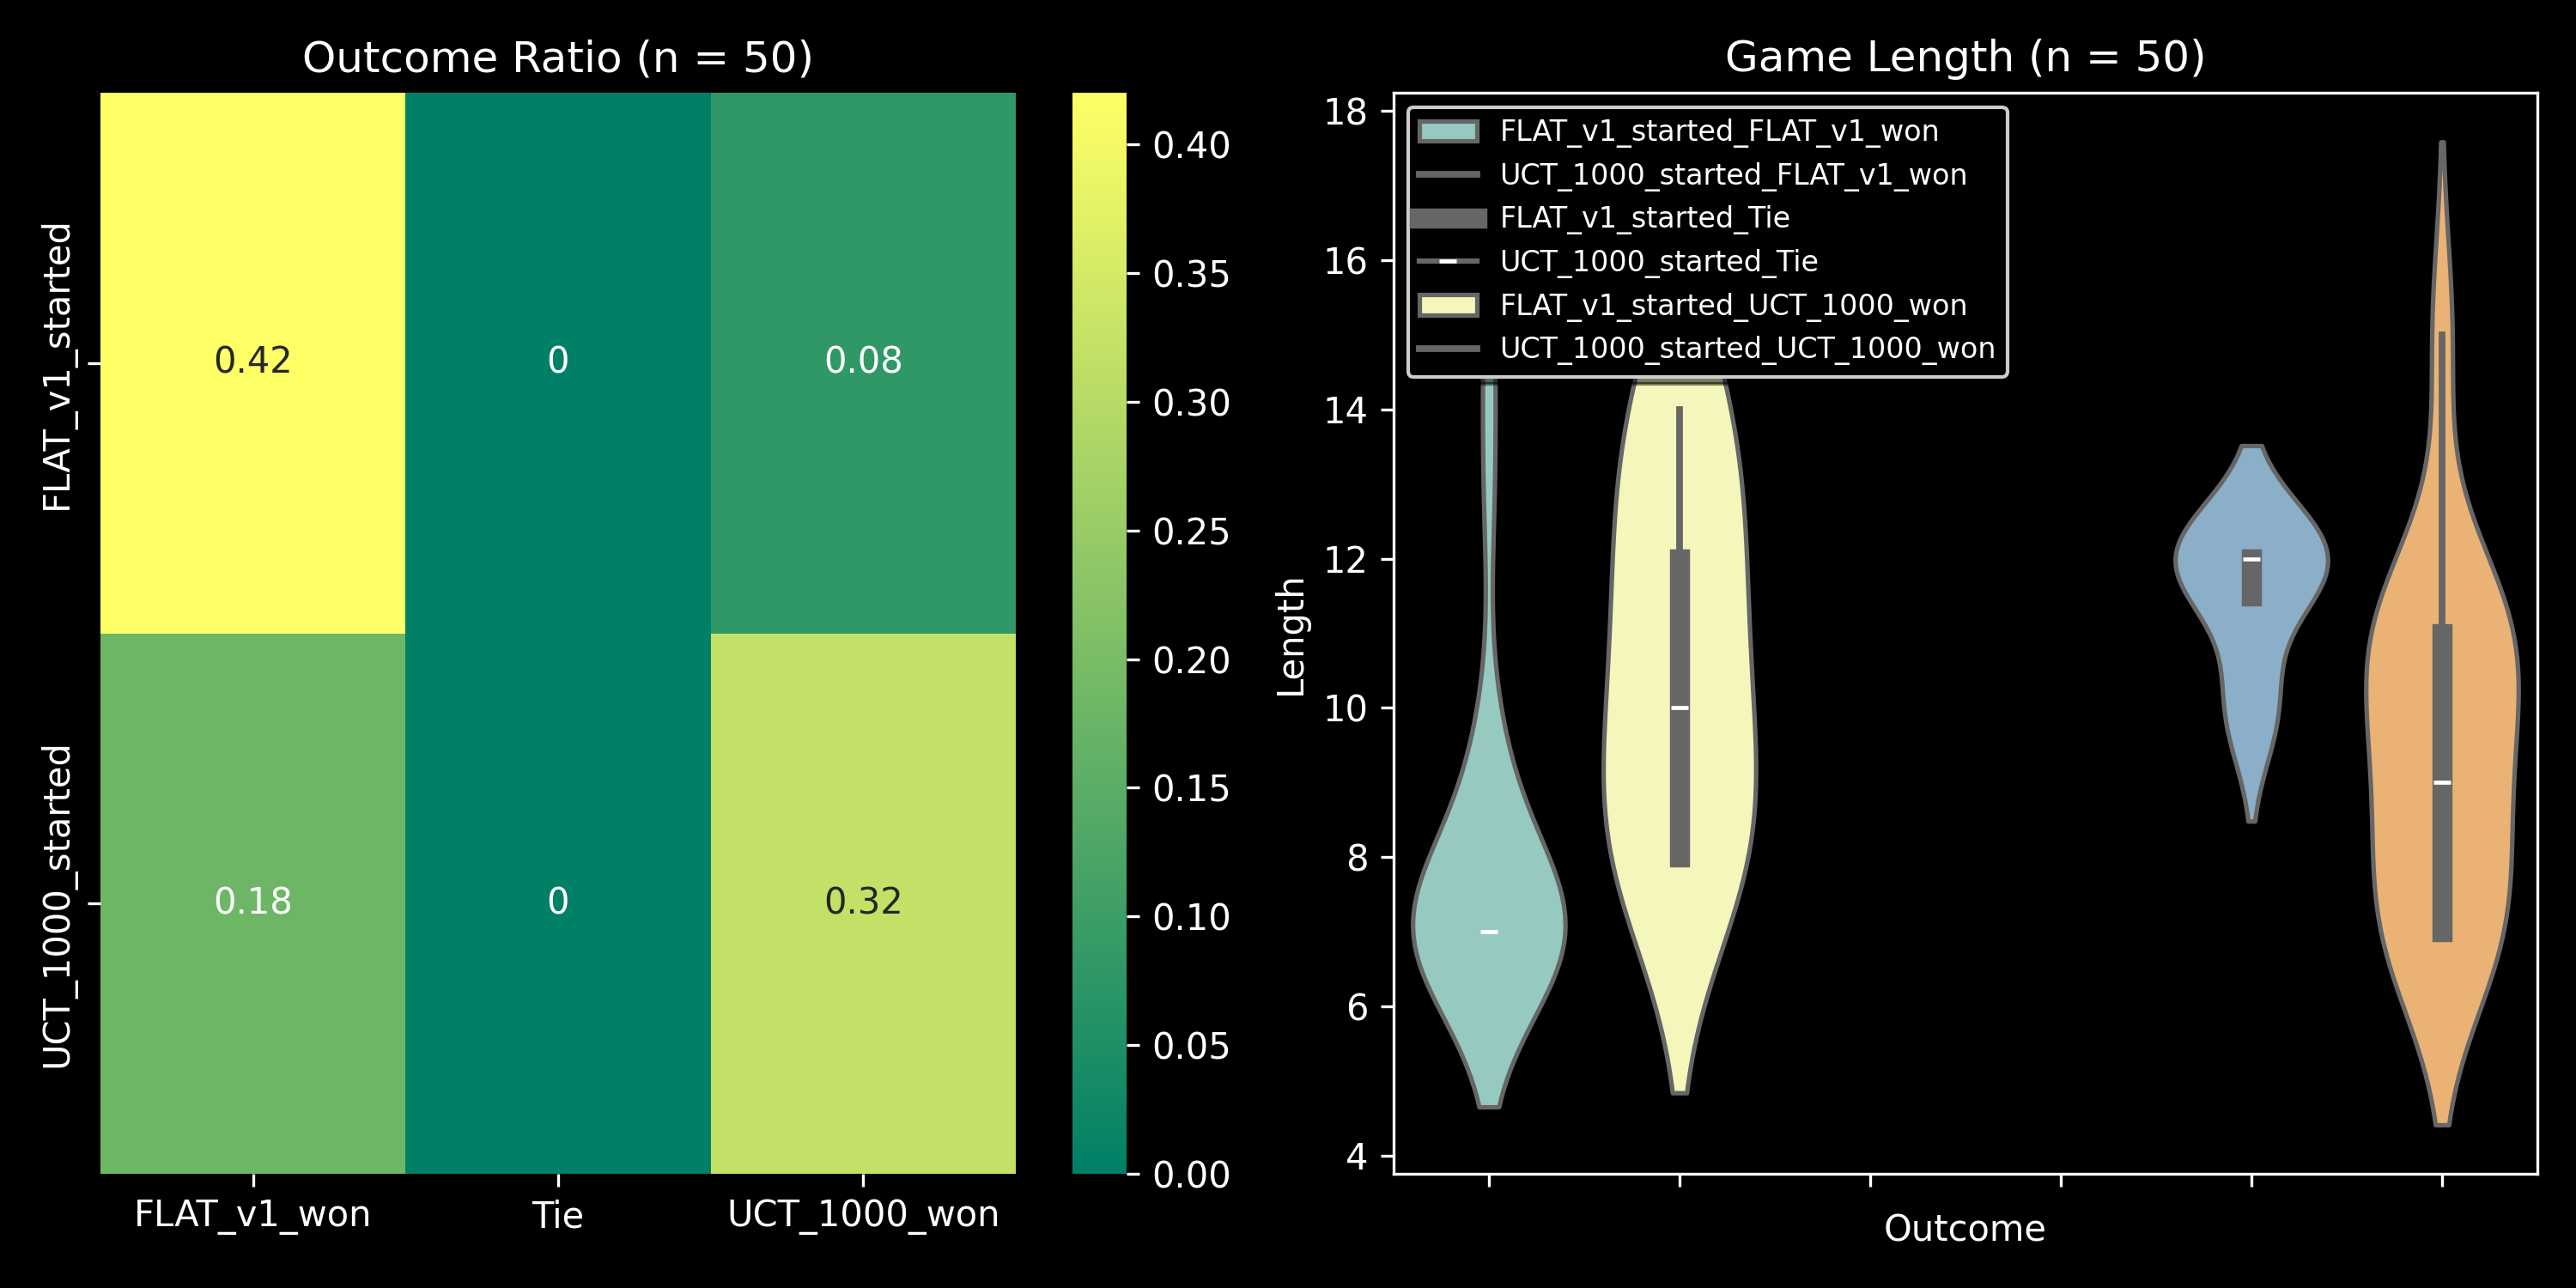 Outcome Ratio (n = 50)
FLAT_v1_started
UCT_1000_started
0.42
0
0.08
0.18
0
0.32
FLAT_v1_won
Tie
UCT_1000_won
0.40
0.35
0.30
0.25
0.20
0.15
0.10
0.05
0.00
Game Length (n = 50)
Length
18
16
14
12
10
8
6
4
FLAT_v1_started_FLAT_v1_won
UCT_1000_started_FLAT_v1_won
FLAT_v1_started_Tie
UCT_1000_started_Tie
FLAT_v1_started_UCT_1000_won
UCT_1000_started_UCT_1000_won
Outcome